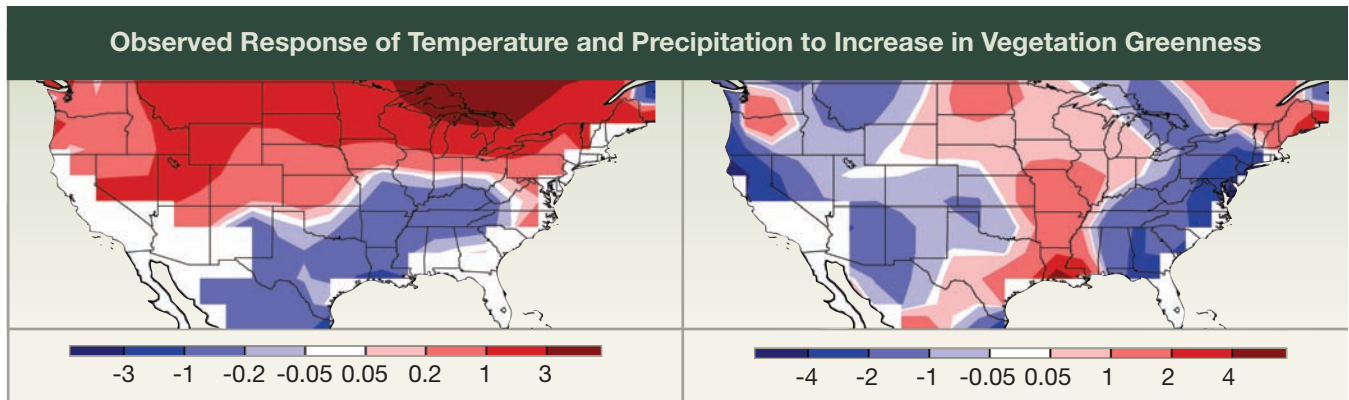 Observed Response of Temperature and Precipitation to Increase in Vegetation Greenness
-3 -1 -0.2 -0.05 0.05 0.2 1 3
-4 -2 -1 -0.05 0.05 1 2 4